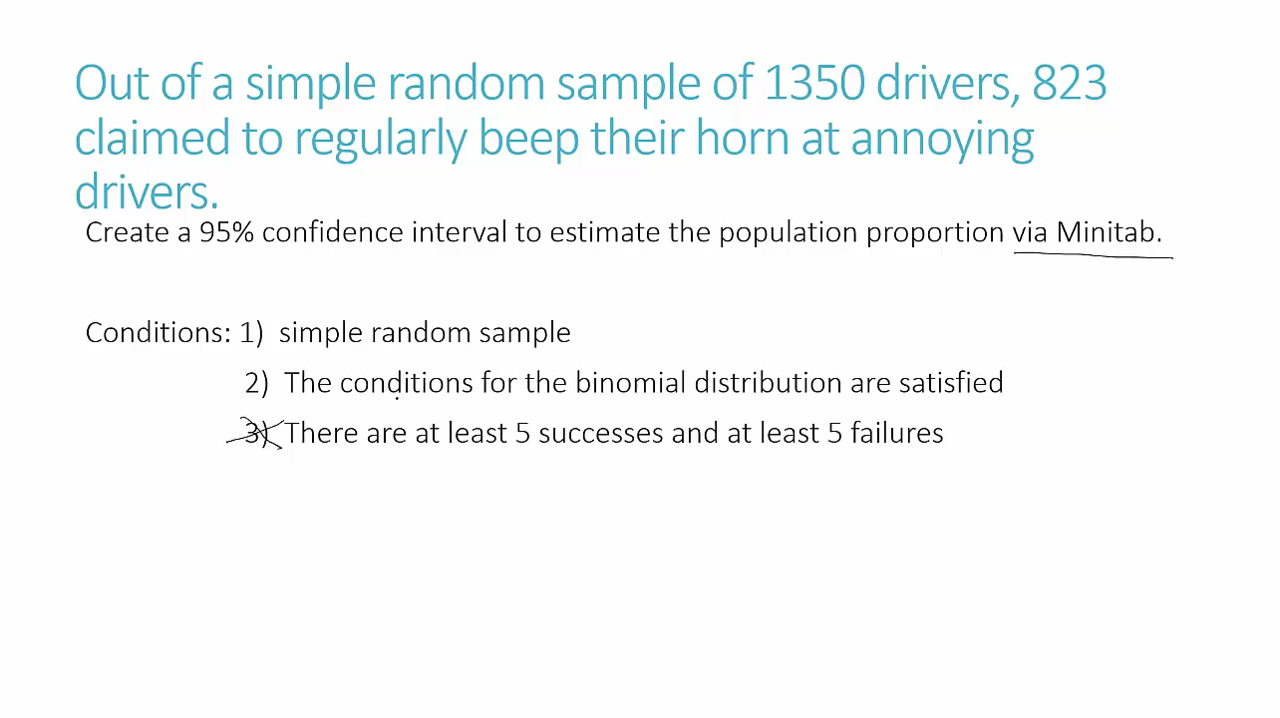 Out of a simple random sample of 1350 drivers, 823
claimed to regularly beep their horn at annoying
drivers.
Create a 95% confidence interval to estimate the population proportion via Minitab.
Conditions: 1) simple random sample
2) The conditions for the binomial distribution are satisfied
3) There are at least 5 successes and at least 5 failures